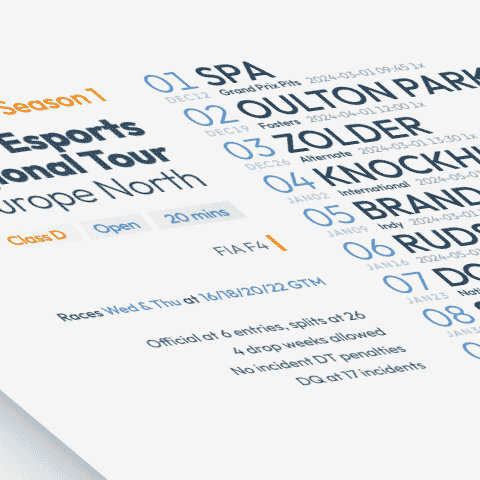 Season 1
Esports
Tour
urope North
Class D Open 20 mins
FIA F4
Races Wed & Thu at 16/18/20/22 GTM
Official at 6 entries, splits at 26
4 drop weeks allowed
No incident DT penalties
DQ at 17 incidents
01 SPA
DEC12 Grand Prix Pits 2024-03-01 09:45 1x
02 OULTON PARK
DEC19 Fosters 2024-04-01 12:00 1x
03 ZOLDER
DEC26 Alternate 2024-03-01 13:30 1x
04 KNOCKH
JAN02 International 2024-05-0
05 BRAND
JAN09 Indy 2024-03-0
06 RUDS
JAN16 2024-05-0
07 DO
JAN23 Nat
08